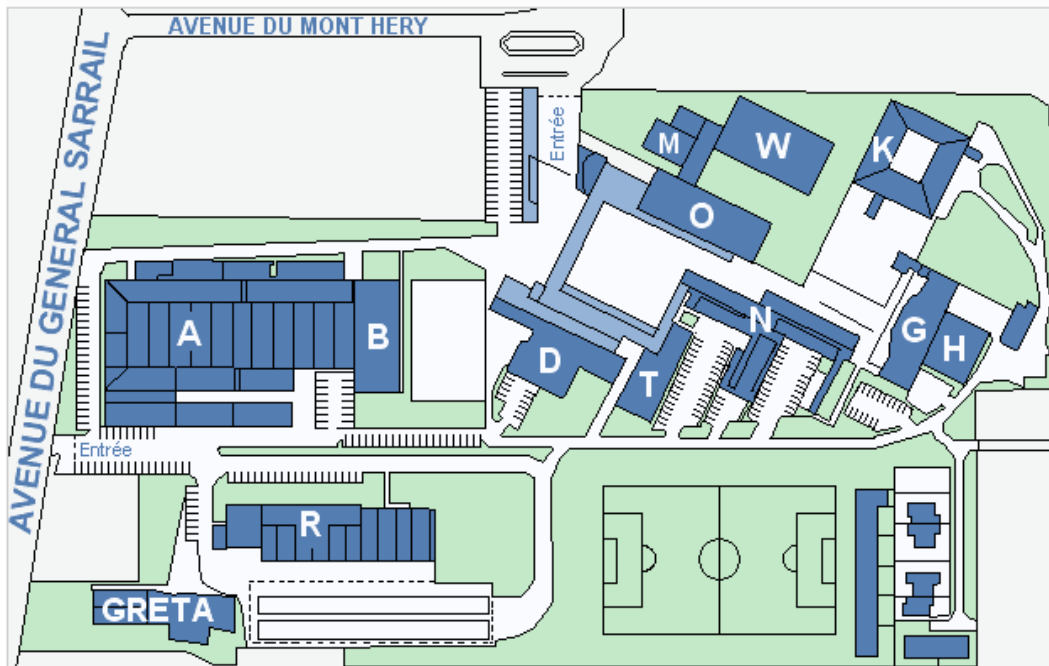 AVENUE DU MONT HERY
AVENUE DU GENERAL SARRAIL
Entrée
M
W
K
O
A
B
D
T
N
G
H
Entrée
R
GRETA